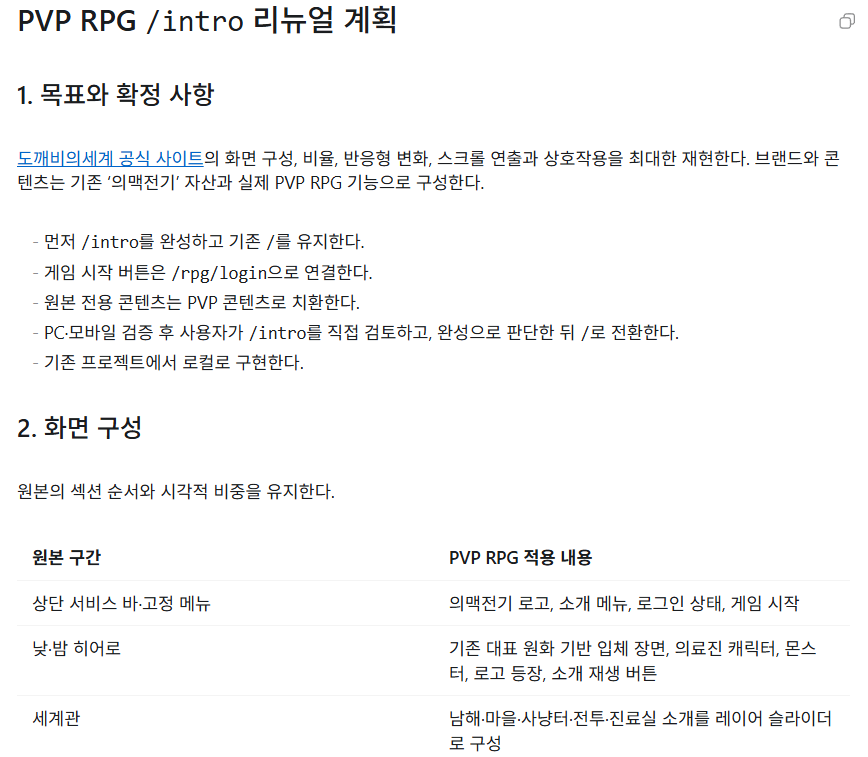 PVP RPG /intro 리뉴얼 계획
1. 목표와 확정 사항
도깨비의세계 공식 사이트의 화면 구성, 비율, 반응형 변화, 스크롤 연출과 상호작용을 최대한 재현한다. 브랜드와 콘
텐츠는 기존 ‘의맥전기’ 자산과 실제 PVP RPG 기능으로 구성한다.
- 먼저 /intro를 완성하고 기존 /를 유지한다.
- 게임 시작 버튼은 /rpg/login으로 연결한다.
- 원본 전용 콘텐츠는 PVP 콘텐츠로 치환한다.
- PC·모바일 검증 후 사용자가 /intro를 직접 검토하고, 완성으로 판단한 뒤 /로 전환한다.
- 기존 프로젝트에서 로컬로 구현한다.
2. 화면 구성
원본의 섹션 순서와 시각적 비중을 유지한다.
원본 구간 PVP RPG 적용 내용
상단 서비스 바·고정 메뉴 의맥전기 로고, 소개 메뉴, 로그인 상태, 게임 시작
낮·밤 히어로 기존 대표 원화 기반 입체 장면, 의료진 캐릭터, 몬스
터, 로고 등장, 소개 재생 버튼
세계관 남해·마을·사냥터·전투·진료실 소개를 레이어 슬라이더
로 구성